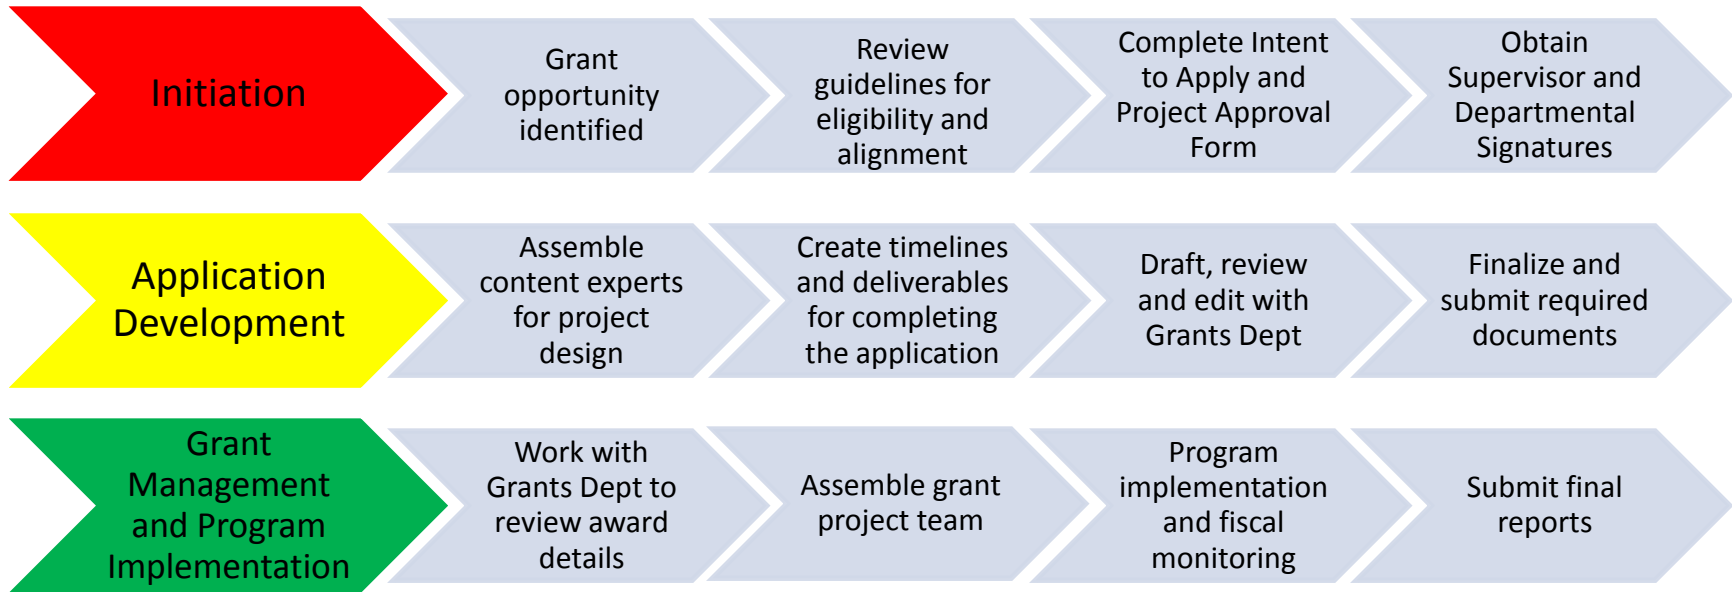 Initiation
Grant
opportunity
identified
Review
guidelines for
eligibility and
alignment
Complete Intent
to Apply and
Project Approval
Form
Obtain
Supervisor and
Departmental
Signatures
Application
Development
Assemble
content experts
for project
design
Create timelines
and deliverables
for completing
the application
Draft, review
and edit with
Grants Dept
Finalize and
submit required
documents
Grant
Management
and Program
Implementation
Work with
Grants Dept to
review award
details
Assemble grant
project team
Program
implementation
and fiscal
monitoring
Submit final
reports